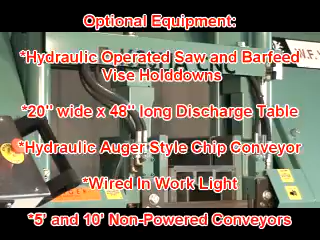 Optional Equipment:
*Hydraulic Operated Saw and Barfeed
Vise Holddowns
*20" wide x 48" long Discharge Table
*Hydraulic Auger Style Chip Conveyor
*Wired In Work Light
*5' and 10' Non-Powered Conveyors